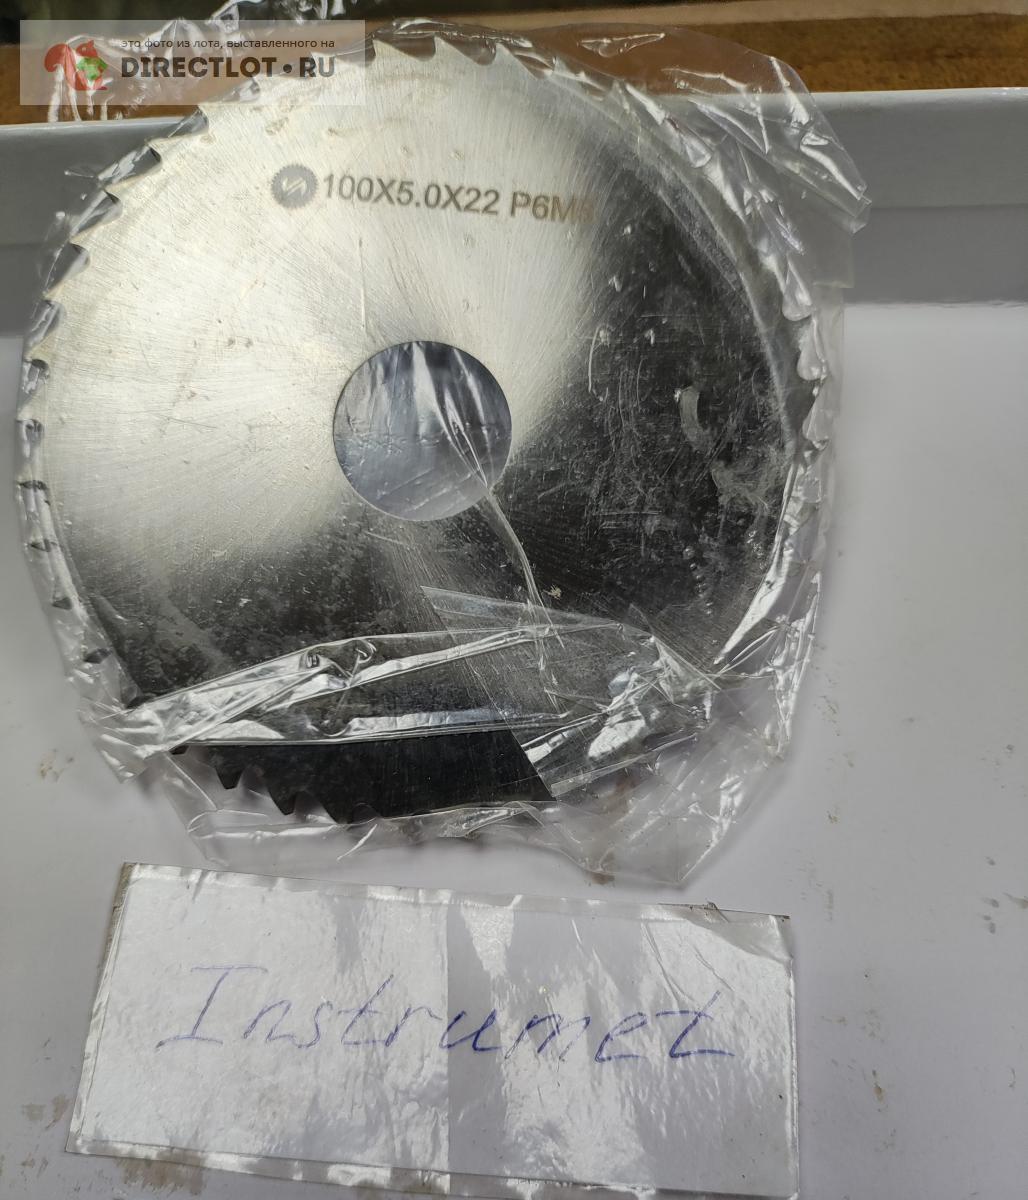 это фото из лота, выставленного на
DIRECTLOT•RU
100X5.0X22 P6M5
Instrumet